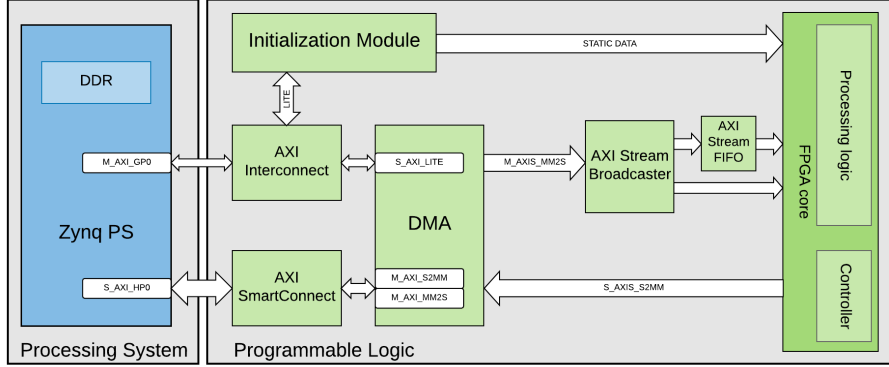 Initialization Module
STATIC DATA
DDR
LITE
Processing logic
AXI
Stream
FIFO
M_AXI_GP0
AXI
Interconnect
S_AXI_LITE
M_AXIS_MM2S
AXI Stream
Broadcaster
FPGA core
Zynq PS
DMA
S_AXI_HP0
AXI
SmartConnect
M_AXI_S2MM
M_AXI_MM2S
S_AXIS_S2MM
Controller
Processing System
Programmable Logic